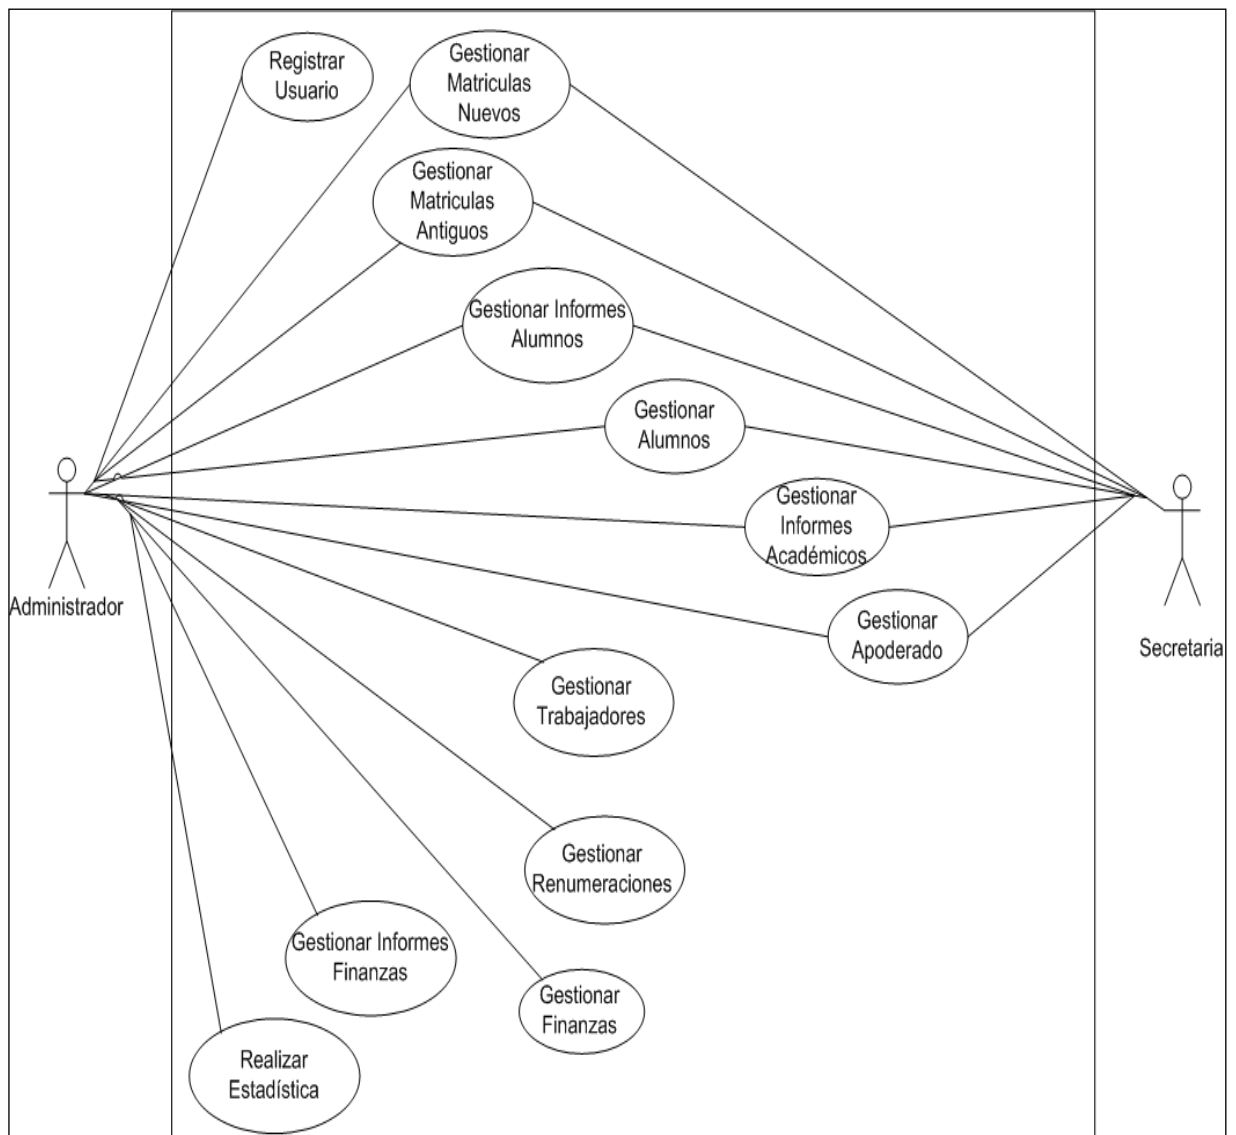 Registrar
Usuario
Gestionar
Matriculas
Nuevos
Gestionar
Matriculas
Antiguos
Gestionar Informes
Alumnos
Gestionar
Alumnos
Gestionar
Informes
Académicos
Administrador
Gestionar
Apoderado
Secretaria
Gestionar
Trabajadores
Gestionar
Renumeraciones
Gestionar Informes
Finanzas
Gestionar
Finanzas
Realizar
Estadística